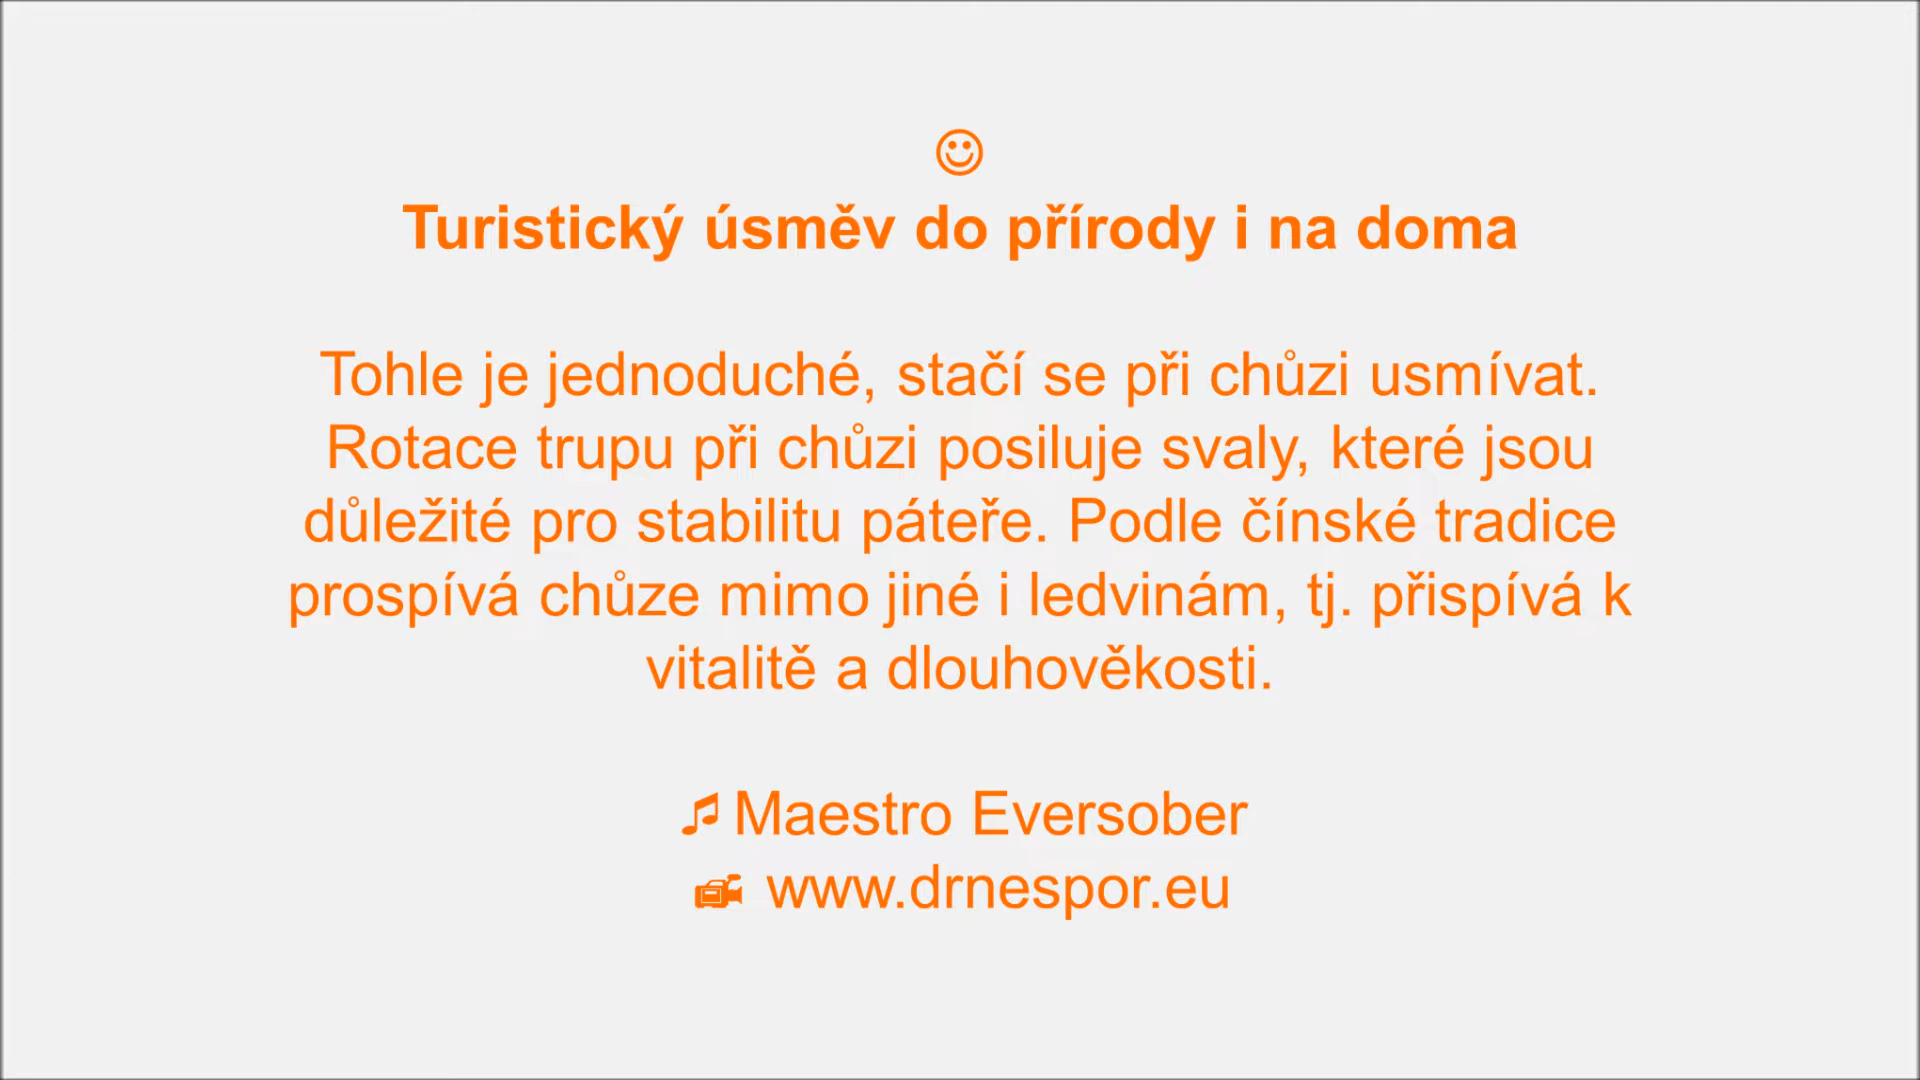 Turistický úsměv do přírody i na doma
Tohle je jednoduché, stačí se při chůzi usmívat.
Rotace trupu při chůzi posiluje svaly, které jsou
důležité pro stabilitu páteře. Podle čínské tradice
prospívá chůze mimo jiné i ledvinám, tj. přispívá k
vitalitě a dlouhověkosti.
Maestro Eversober
www.drnespor.eu